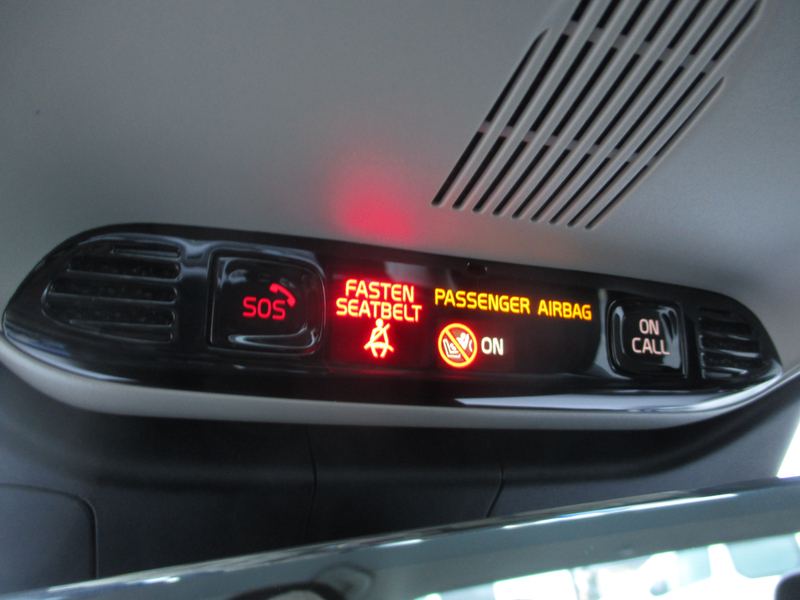 SOS
FASTEN
SEATBELT
PASSENGER AIRBAG
ON
ON
CALL